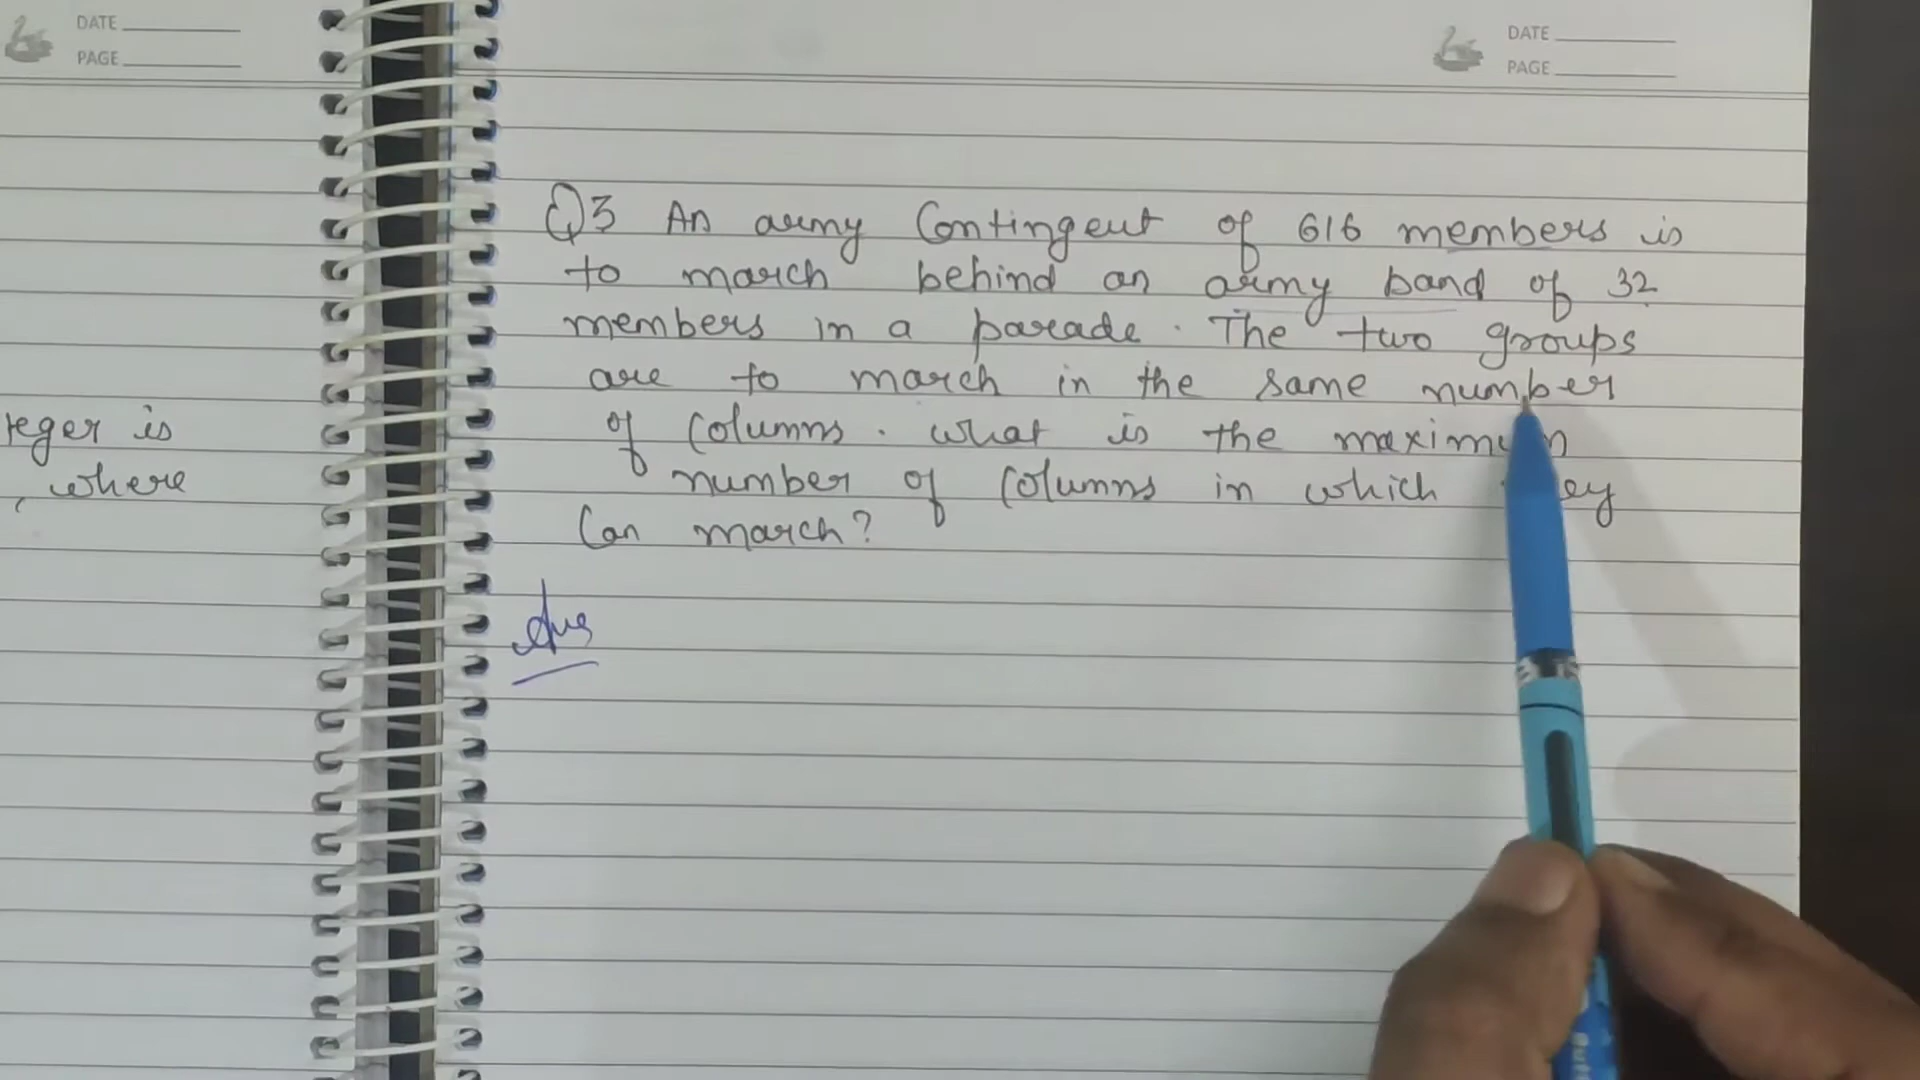 DATE
PAGE
DATE
PAGE
Q3 An army Contingent of 616 members is
to march behind an army band of 32
members in a parade. The two groups
are to march in the same number
of Columns. what is the maximum
number of Columns in which
Can march?
teger is
, where
Ans